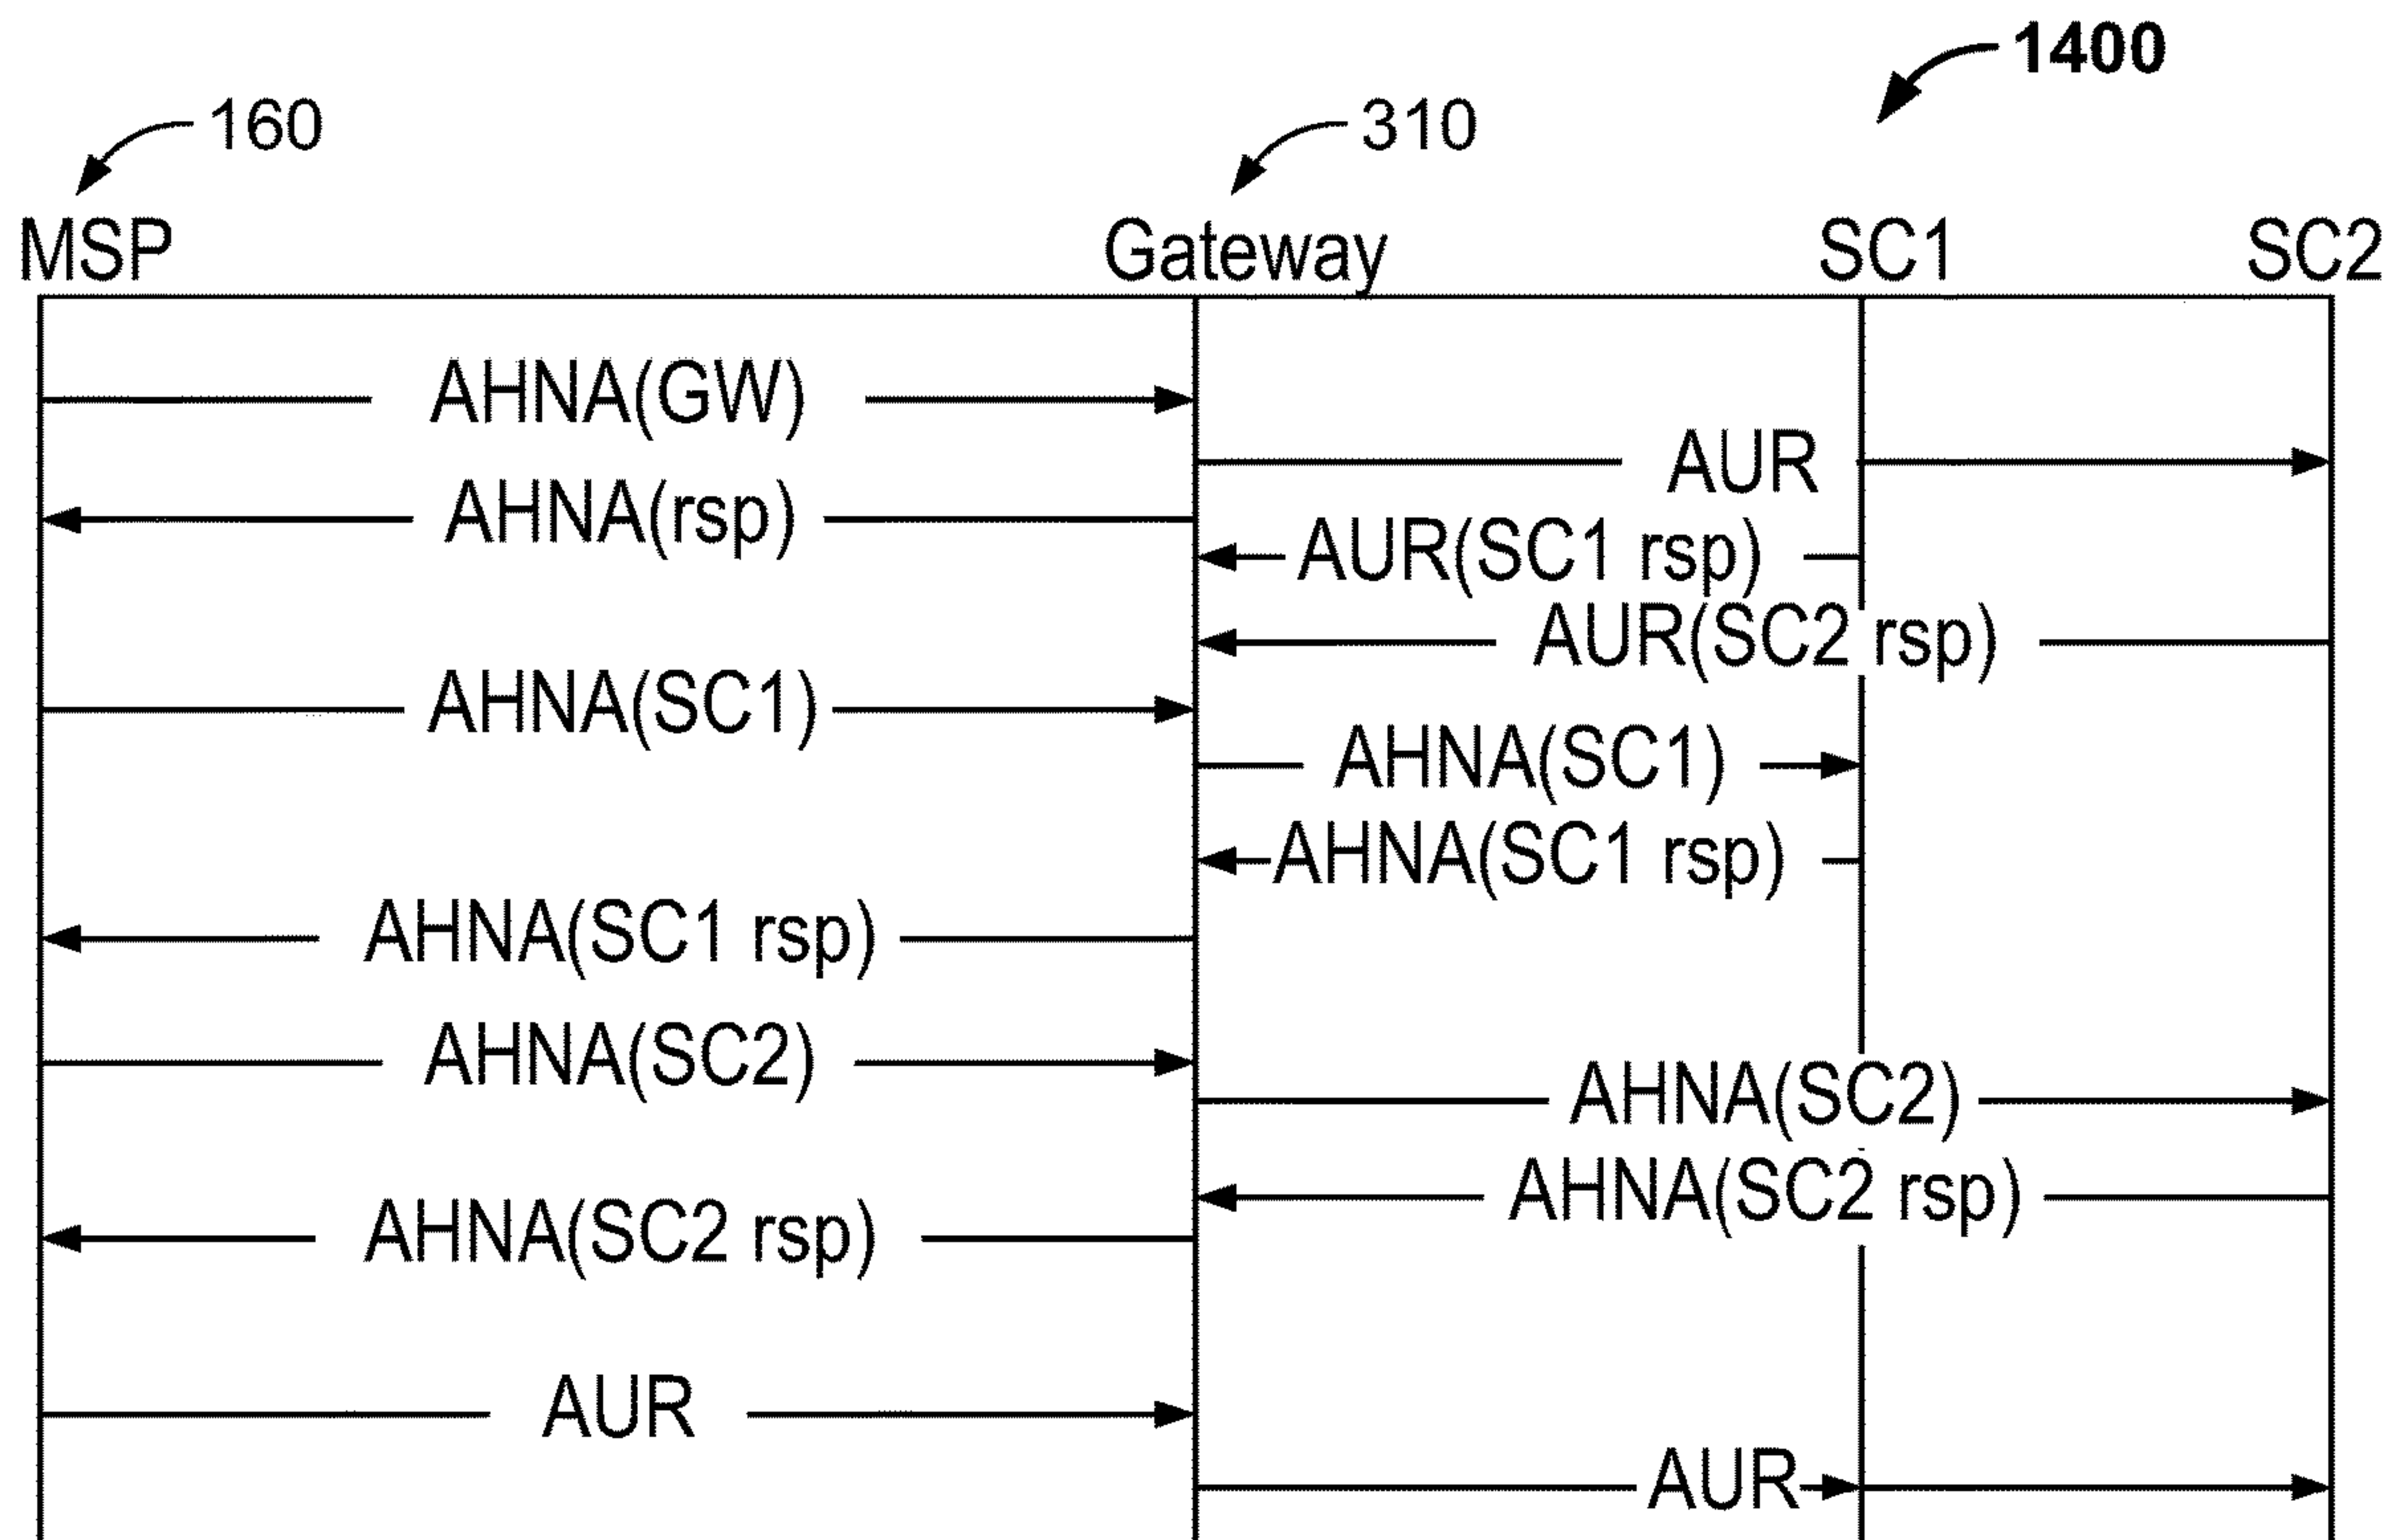 1400
160
310
MSP
Gateway
SC1
SC2
AHNA(GW)
AUR
AHNA(rsp)
AUR(SC1 rsp)
AUR(SC2 rsp)
AHNA(SC1)
AHNA(SC1)
AHNA(SC1 rsp)
AHNA(SC1 rsp)
AHNA(SC2)
AHNA(SC2)
AHNA(SC2 rsp)
AHNA(SC2 rsp)
AUR
AUR